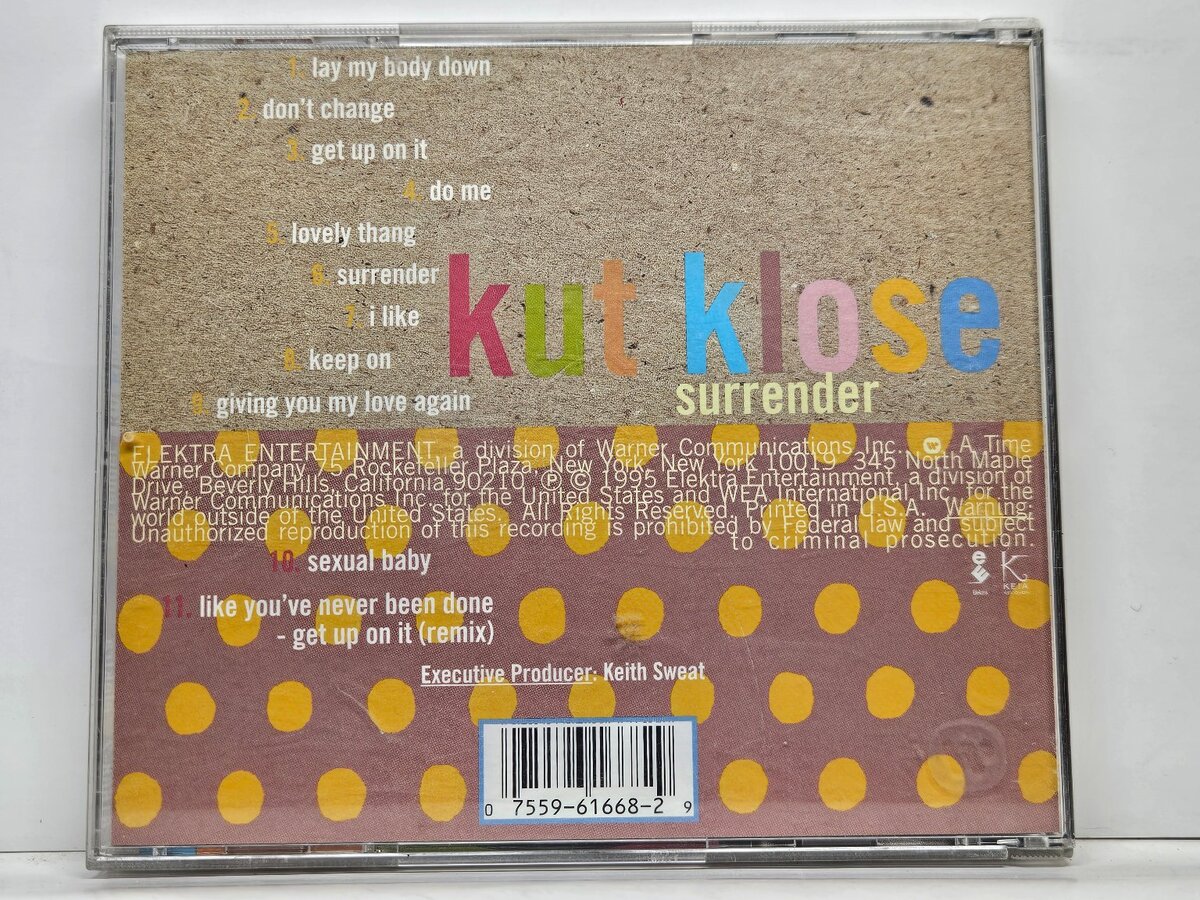 1. lay my body down
2. don't change
3. get up on it
4. do me
5. lovely thang
6. surrender
7. i like
8. keep on
9. giving you my love again
kut klose
surrender
ELEKTRA ENTERTAINMENT, a division of Warner Communications Inc. A Time
Warner Company, 75 Rockefeller Plaza, New York, New York 10019 • 345 North Maple
Drive, Beverly Hills, California 90210 ℗ © 1995 Elektra Entertainment, a division of
Warner Communications Inc. for the United States and WEA International Inc. for the
world outside of the United States. All Rights Reserved. Printed in U.S.A. Warning:
Unauthorized reproduction of this recording is prohibited by Federal law and subject
to criminal prosecution.
10. sexual baby
11. like you've never been done
- get up on it (remix)
Executive Producer: Keith Sweat
0 7559-61668-2 9